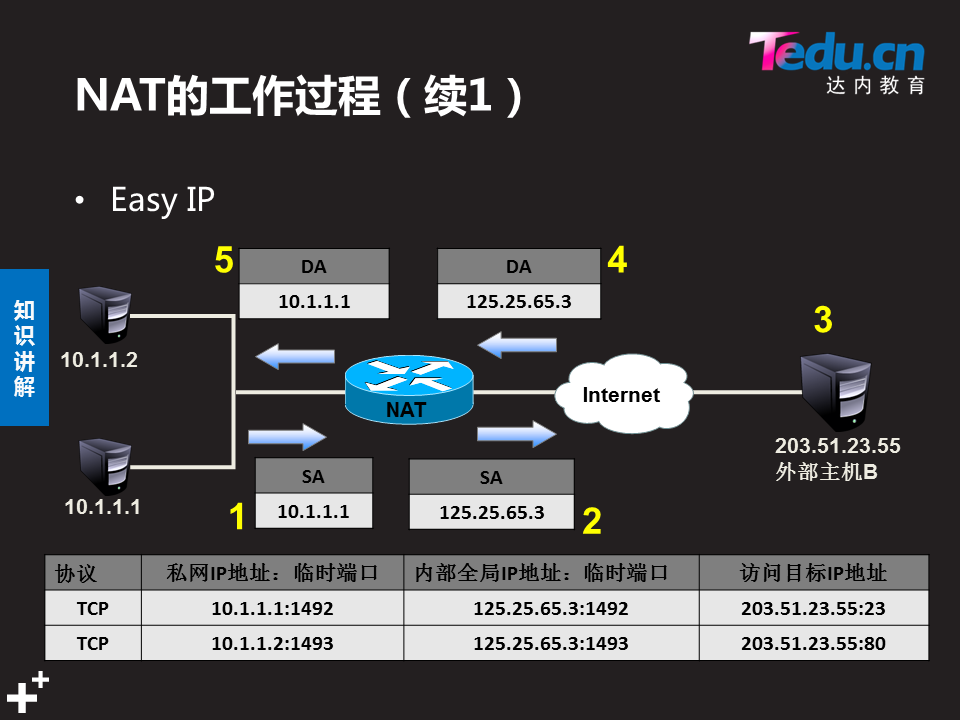 Tedu.cn
达内教育
NAT的工作过程（续1）
• Easy IP
知识讲解
5
DA
10.1.1.1
DA
125.25.65.3
4
3
10.1.1.2
NAT
Internet
203.51.23.55
外部主机B
10.1.1.1
1
SA
10.1.1.1
SA
125.25.65.3
2
协议 私网IP地址：临时端口 内部全局IP地址：临时端口 访问目标IP地址
TCP 10.1.1.1:1492 125.25.65.3:1492 203.51.23.55:23
TCP 10.1.1.2:1493 125.25.65.3:1493 203.51.23.55:80